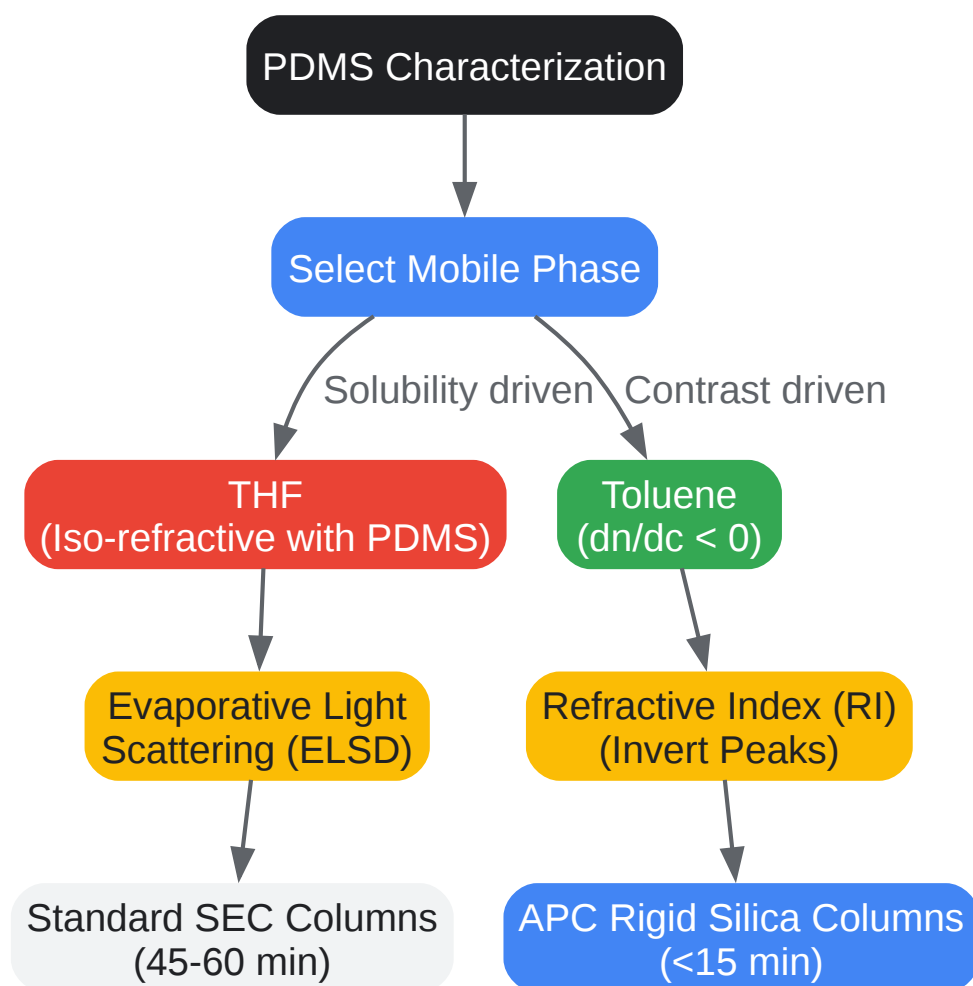 PDMS Characterization
Select Mobile Phase
Solubility driven
Contrast driven
THF
(Iso-refractive with PDMS)
Toluene
(dn/dc < 0)
Evaporative Light
Scattering (ELSD)
Refractive Index (RI)
(Invert Peaks)
Standard SEC Columns
(45-60 min)
APC Rigid Silica Columns
(<15 min)